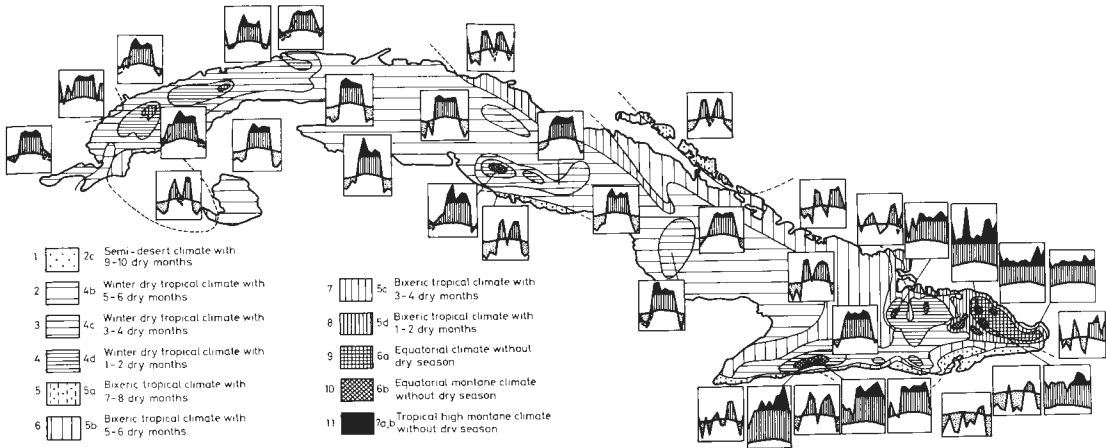 1 2c Semi-desert climate with
9-10 dry months
2 4b Winter dry tropical climate with
5-6 dry months
3 4c Winter dry tropical climate with
3-4 dry months
4 4d Winter dry tropical climate with
1-2 dry months
5 5a Bixeric tropical climate with
7-8 dry months
6 5b Bixeric tropical climate with
5-6 dry months
7 5c Bixeric tropical climate with
3-4 dry months
8 5d Bixeric tropical climate with
1-2 dry months
9 6a Equatorial climate without
dry season
10 6b Equatorial montane climate
without dry season
11 7a,b Tropical high montane climate
without dry season